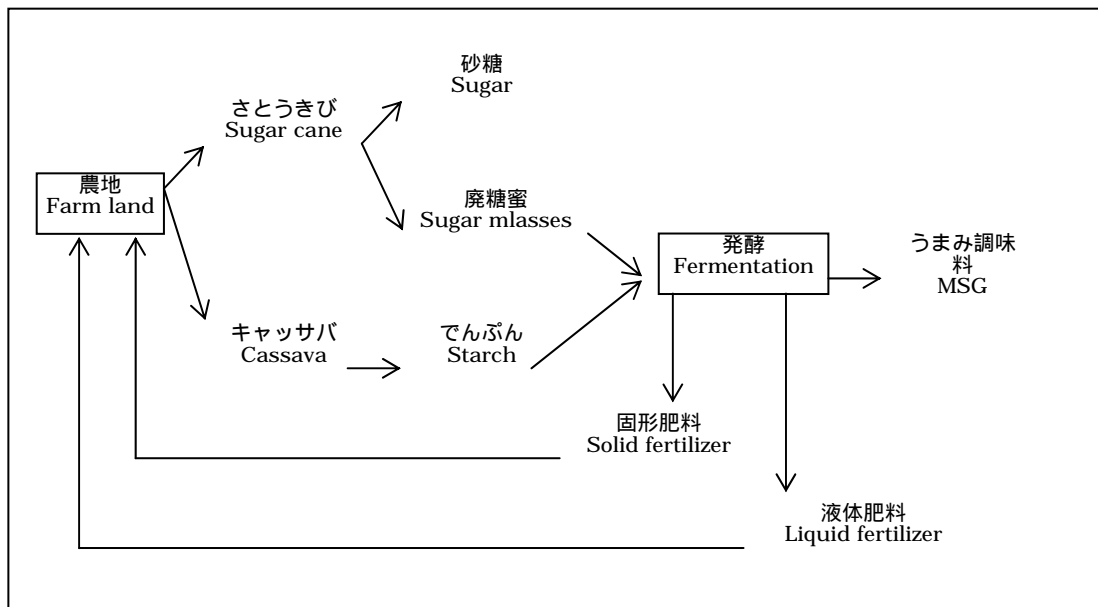 砂糖
Sugar
さとうきび
Sugar cane
農地
Farm land
廃糖蜜
Sugar mlasses
発酵
Fermentation
うまみ調味
料
MSG
キャッサバ
Cassava
でんぷん
Starch
固形肥料
Solid fertilizer
液体肥料
Liquid fertilizer